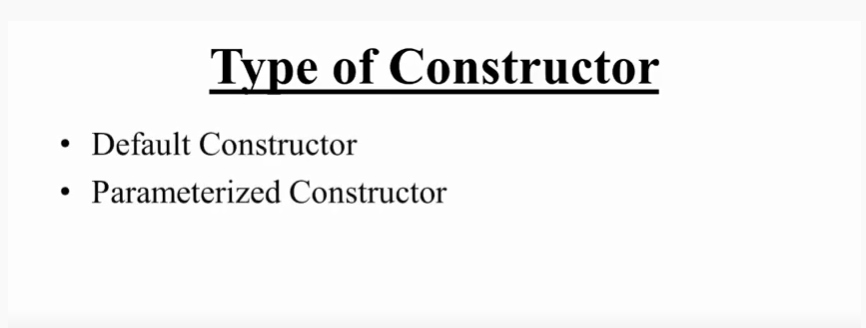 Type of Constructor
• Default Constructor
• Parameterized Constructor